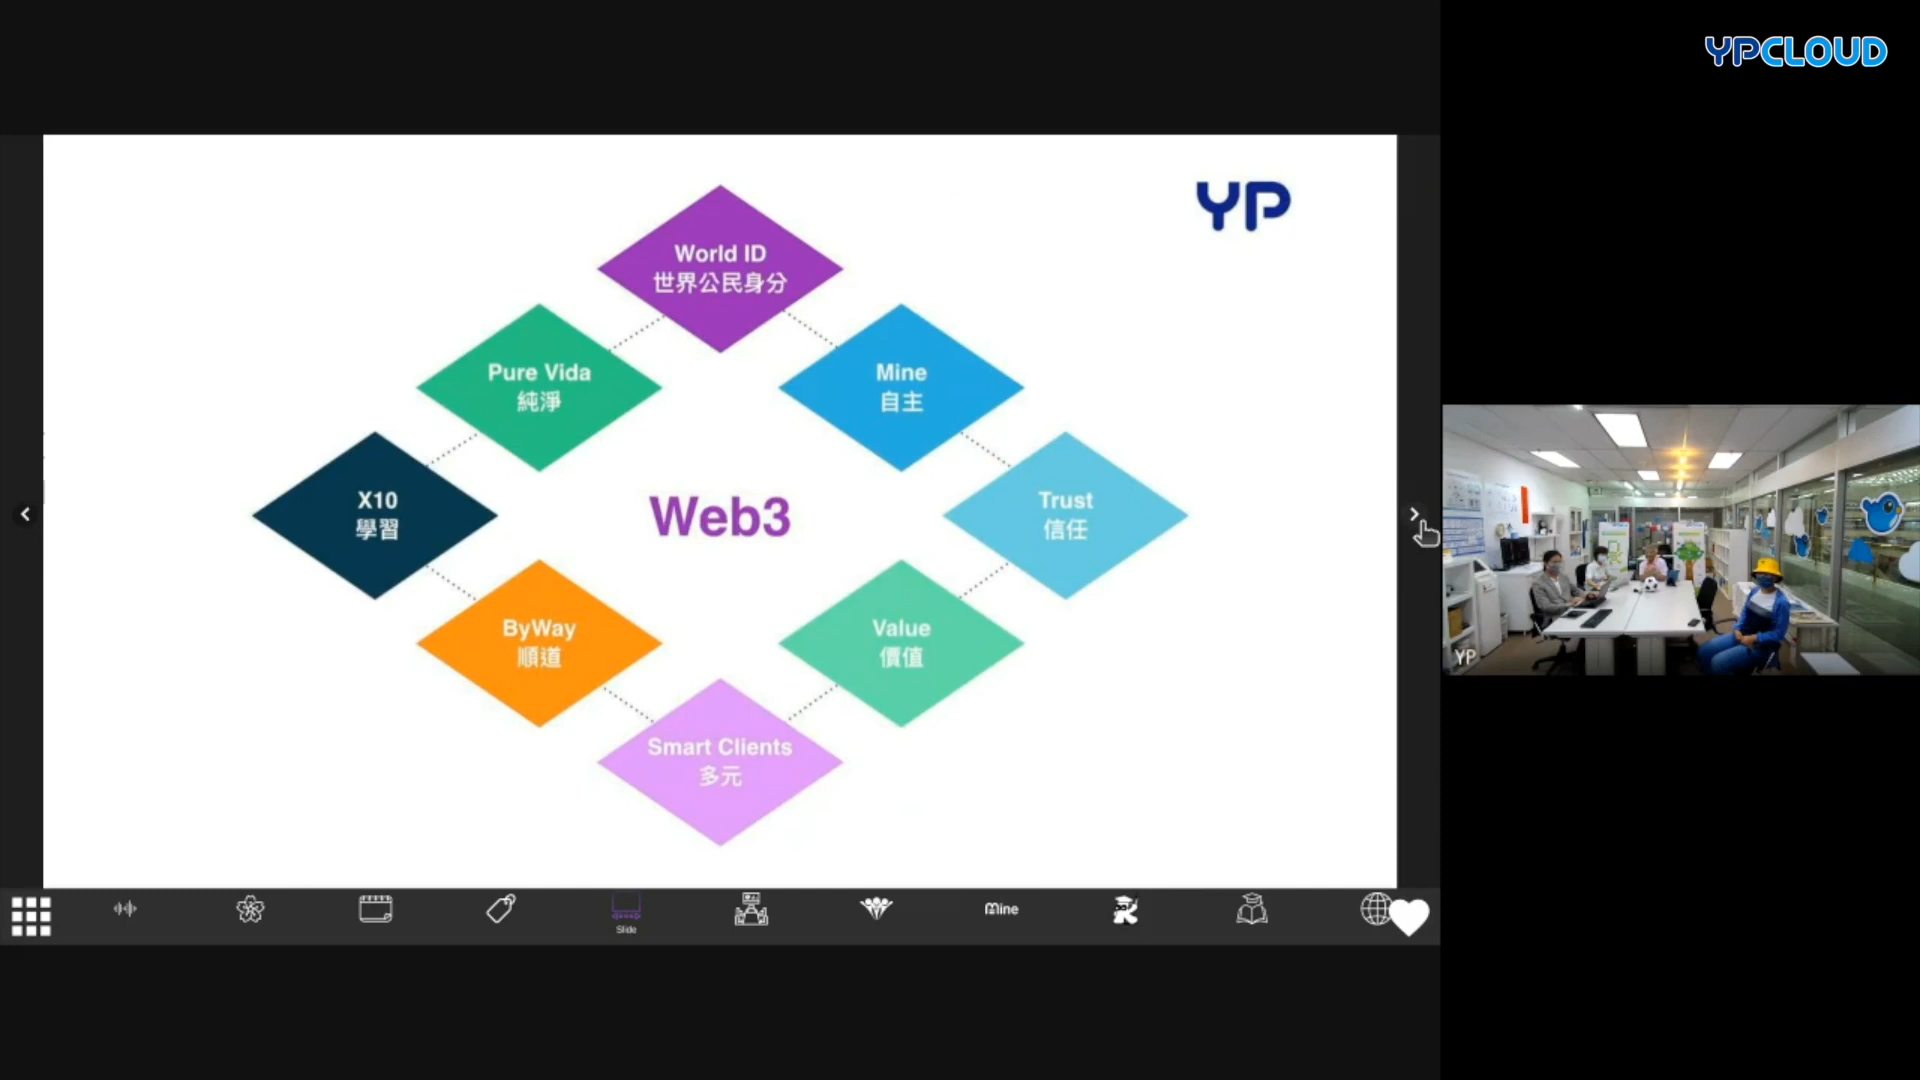 YPCLOUD
YP
World ID
世界公民身分
Pure Vida
純淨
Mine
自主
X10
學習
Web3
Trust
信任
ByWay
順道
Value
價值
Smart Clients
多元
YP
Slide
Mine